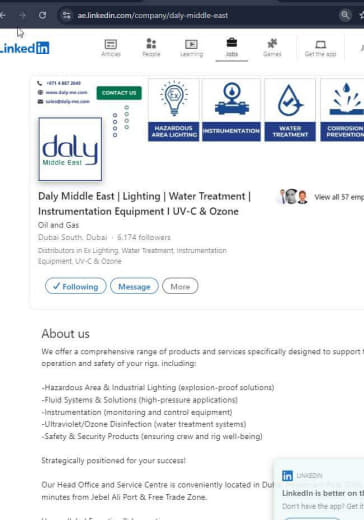 ae.linkedin.com/company/daly-middle-east
Linkedin
Articles
People
Learning
Jobs
Games
Get the app
+971 4 887 2640
www.daly-me.com
sales@daly-me.com
CONTACT US
Ex
HAZARDOUS
AREA LIGHTING
INSTRUMENTATION
WATER
TREATMENT
CORROSION
PREVENTION
daly
Middle East
Daly Middle East | Lighting | Water Treatment |
Instrumentation Equipment I UV-C & Ozone
View all 57 emp
Oil and Gas
Dubai South, Dubai · 6,174 followers
Distributors in Ex Lighting, Water Treatment, Instrumentation
Equipment, UV-C & Ozone
Following
Message
More
About us
We offer a comprehensive range of products and services specifically designed to support
operation and safety of your rigs, including:
-Hazardous Area & Industrial Lighting (explosion-proof solutions)
-Fluid Systems & Solutions (high-pressure applications)
-Instrumentation (monitoring and control equipment)
-Ultraviolet/Ozone Disinfection (water treatment systems)
-Safety & Security Products (ensuring crew and rig well-being)
Strategically positioned for your success!
Our Head Office and Service Centre is conveniently located in Du
minutes from Jebel Ali Port & Free Trade Zone.
LINKEDIN
LinkedIn is better on th
Don't have the app? Get it